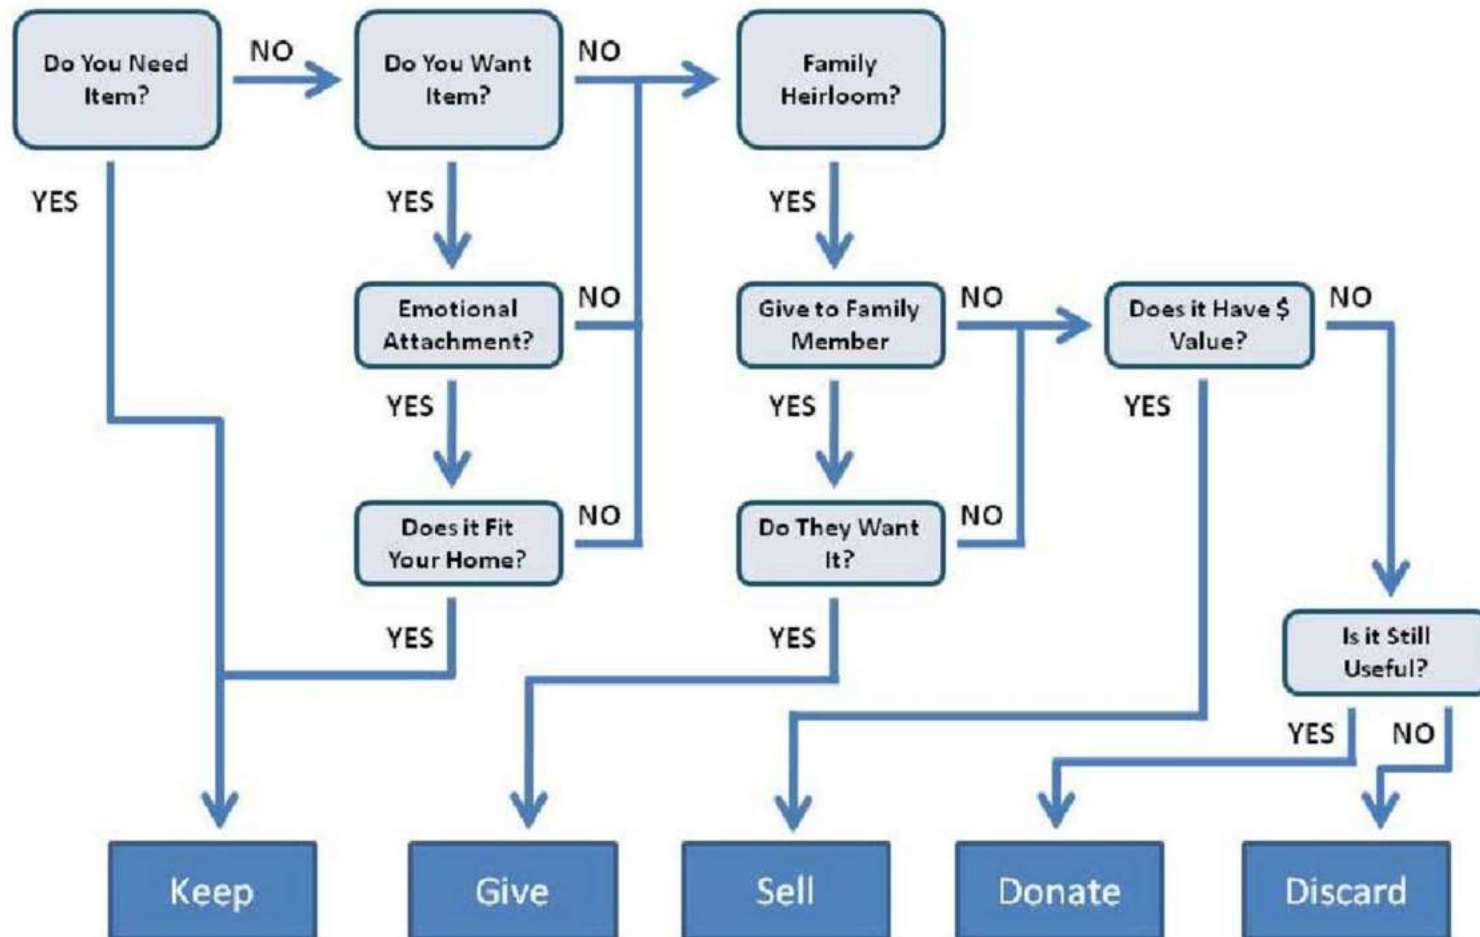 Do You Need
Item?
NO
Do You Want
Item?
NO
Family
Heirloom?
YES
YES
YES
Emotional
Attachment?
NO
Give to Family
Member
NO
Does it Have $
Value?
NO
YES
YES
YES
Does it Fit
Your Home?
NO
Do They Want
It?
NO
YES
YES
Is it Still
Useful?
YES
NO
Keep
Give
Sell
Donate
Discard